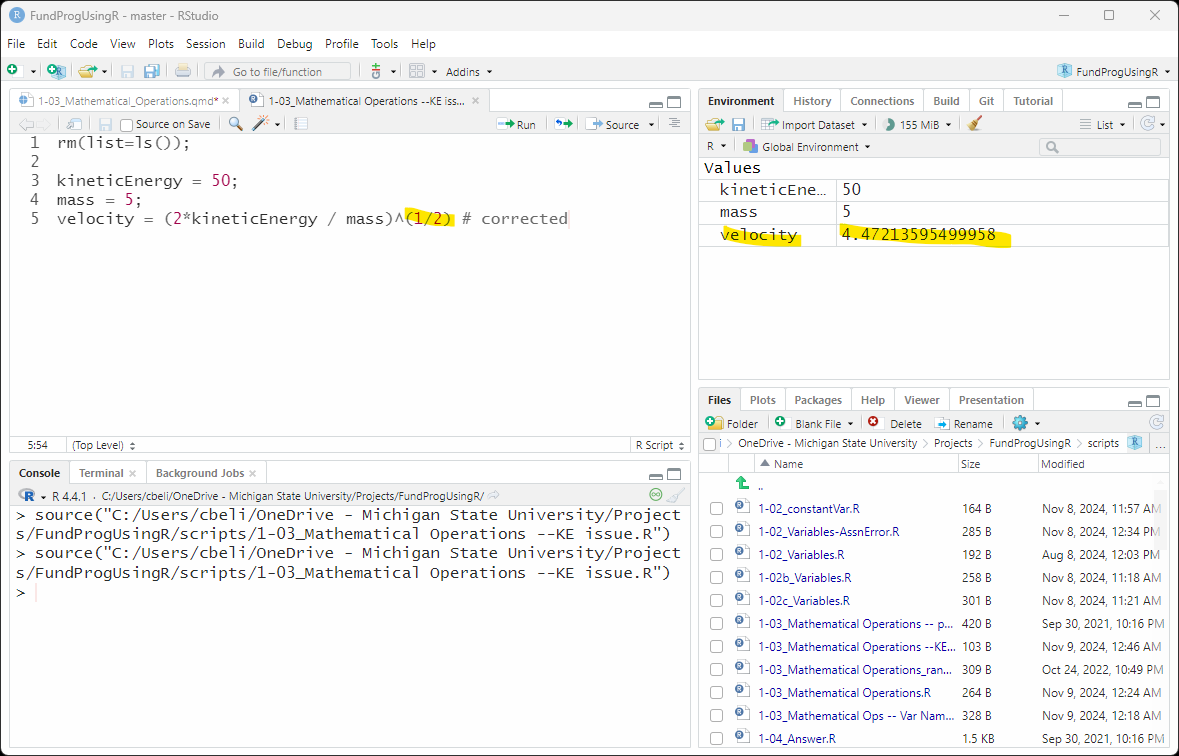 FundProgUsingR - master - RStudio
File Edit Code View Plots Session Build Debug Profile Tools Help
Go to file/function Addins FundProgUsingR
1-03_Mathematical_Operations.qmd* 1-03_Mathematical Operations --KE iss...
Source on Save Run Source
1 rm(list=ls());
2
3 kineticEnergy = 50;
4 mass = 5;
5 velocity = (2*kineticEnergy / mass)^(1/2) # corrected
5:54 (Top Level) R Script
Console Terminal Background Jobs
R 4.4.1 · C:/Users/cbeli/OneDrive - Michigan State University/Projects/FundProgUsingR/
> source("C:/Users/cbeli/OneDrive - Michigan State University/Project
s/FundProgUsingR/scripts/1-03_Mathematical Operations --KE issue.R")
> source("C:/Users/cbeli/OneDrive - Michigan State University/Project
s/FundProgUsingR/scripts/1-03_Mathematical Operations --KE issue.R")
>
Environment History Connections Build Git Tutorial
Import Dataset 155 MiB List
R Global Environment
Values
kineticEne... 50
mass 5
velocity 4.47213595499958
Files Plots Packages Help Viewer Presentation
Folder Blank File Delete Rename
OneDrive - Michigan State University Projects FundProgUsingR scripts ...
Name Size Modified
..
1-02_constantVar.R 164 B Nov 8, 2024, 11:57 AM
1-02_Variables-AssnError.R 285 B Nov 8, 2024, 12:34 PM
1-02_Variables.R 192 B Aug 8, 2024, 12:03 PM
1-02b_Variables.R 258 B Nov 8, 2024, 11:18 AM
1-02c_Variables.R 301 B Nov 8, 2024, 11:21 AM
1-03_Mathematical Operations -- p... 420 B Sep 30, 2021, 10:16 PM
1-03_Mathematical Operations --KE... 103 B Nov 9, 2024, 12:46 AM
1-03_Mathematical Operations_ran... 309 B Oct 24, 2022, 10:49 PM
1-03_Mathematical Operations.R 264 B Nov 9, 2024, 12:24 AM
1-03_Mathematical Ops -- Var Nam... 328 B Nov 9, 2024, 12:18 AM
1-04_Answer.R 1.5 KB Sep 30, 2021, 10:16 PM